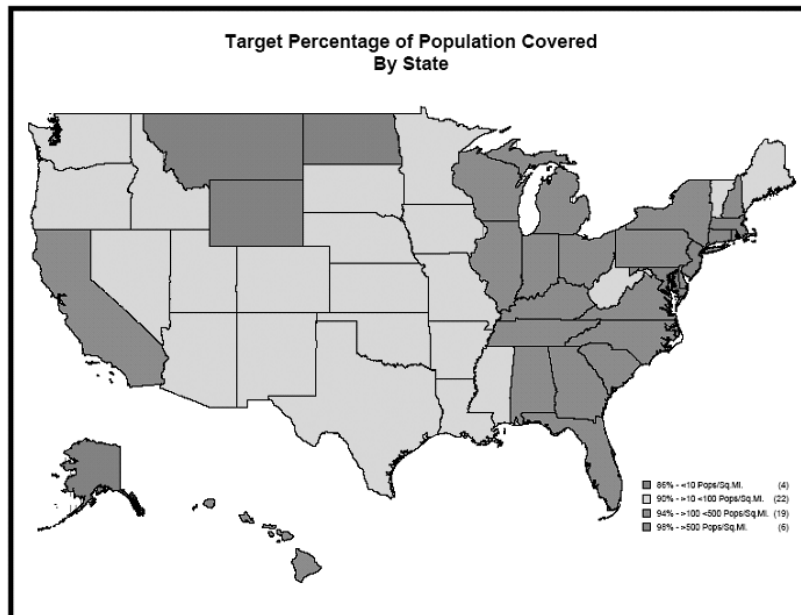 Target Percentage of Population Covered
By State
86% - <10 Pops/Sq.Mi. (4)
90% - >10 <100 Pops/Sq.Mi. (22)
94% - >100 <500 Pops/Sq.Mi. (19)
98% - >500 Pops/Sq.Mi. (6)